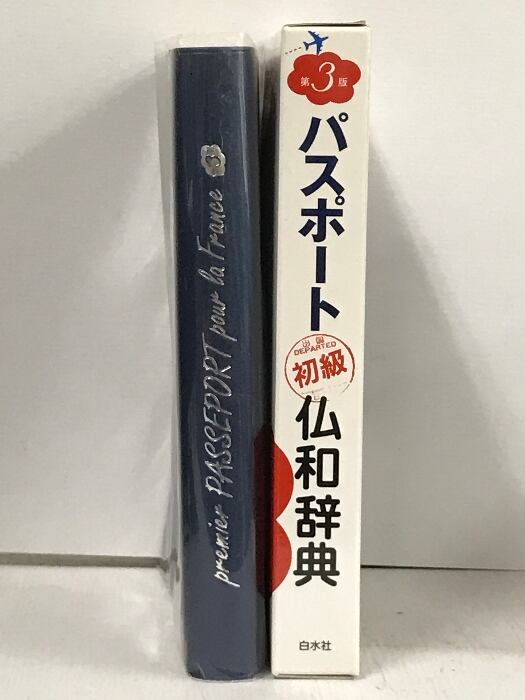 premier PASSEPORT pour la France 3
第3版
パスポート
出国
DEPARTED
初級
仏和辞典
白水社